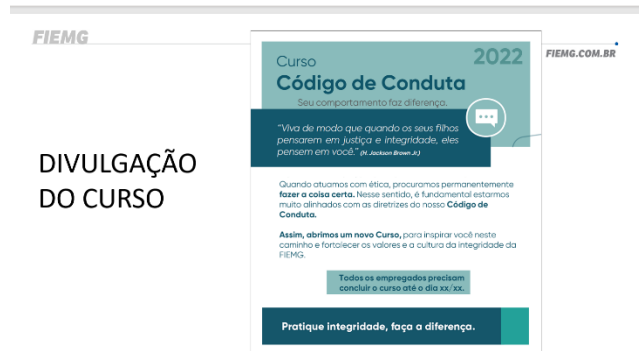 FIEMG
FIEMG.COM.BR
DIVULGAÇÃO
DO CURSO
2022
Curso
Código de Conduta
Seu comportamento faz diferença.
"Viva de modo que quando os seus filhos
pensarem em justiça e integridade, eles
pensem em você." (H. Jackson Brown Jr.)
Quando atuamos com ética, procuramos permanentemente
fazer a coisa certa. Nesse sentido, é fundamental estarmos
muito alinhados com as diretrizes do nosso Código de
Conduta.
Assim, abrimos um novo Curso, para inspirar você neste
caminho e fortalecer os valores e a cultura da integridade da
FIEMG.
Todos os empregados precisam
concluir o curso até o dia xx/xx.
Pratique integridade, faça a diferença.